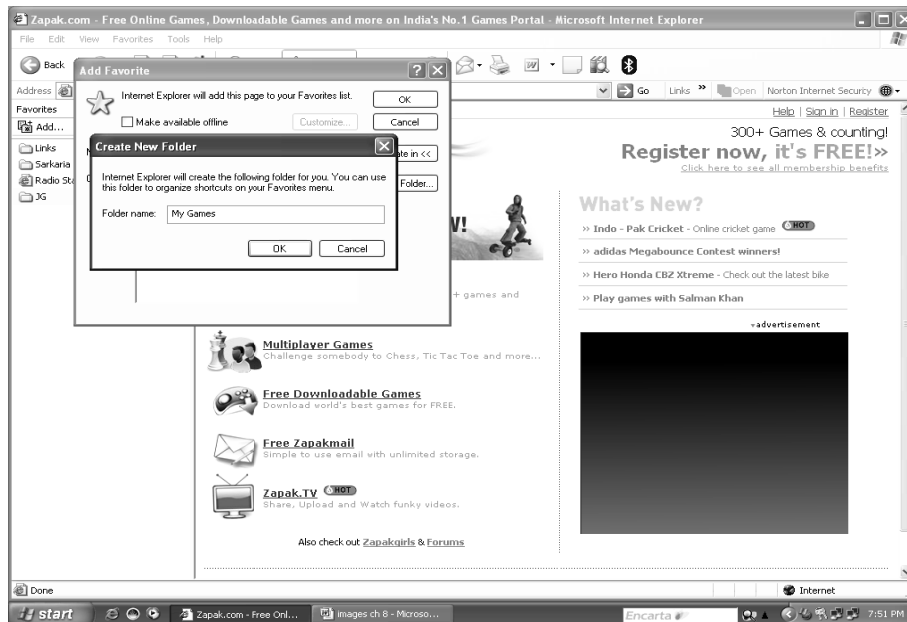 Zapak.com - Free Online Games, Downloadable Games and more on India's No.1 Games Portal - Microsoft Internet Explorer
File Edit View Favorites Tools Help
Back
Address
Go Links » Open Norton Internet Security
Favorites
Add...
Links
Sarkaria
Radio Sta
JG
Add Favorite
Internet Explorer will add this page to your Favorites list.
OK
Make available offline
Customize...
Cancel
ate in <<
Folder...
Create New Folder
Internet Explorer will create the following folder for you. You can use
this folder to organize shortcuts on your Favorites menu.
Folder name: My Games
OK Cancel
W!
+ games and
Multiplayer Games
Challenge somebody to Chess, Tic Tac Toe and more...
Free Downloadable Games
Download world's best games for FREE.
Free Zapakmail
Simple to use email with unlimited storage.
Zapak.TV HOT
Share, Upload and Watch funky videos.
Also check out Zapakgirls & Forums
Help | Sign in | Register
300+ Games & counting!
Register now, it's FREE!»
Click here to see all membership benefits
What's New?
» Indo - Pak Cricket - Online cricket game HOT
» adidas Megabounce Contest winners!
» Hero Honda CBZ Xtreme - Check out the latest bike
» Play games with Salman Khan
advertisement
Done
Internet
start
Zapak.com - Free Onl...
images ch 8 - Microso...
Encarta
7:51 PM